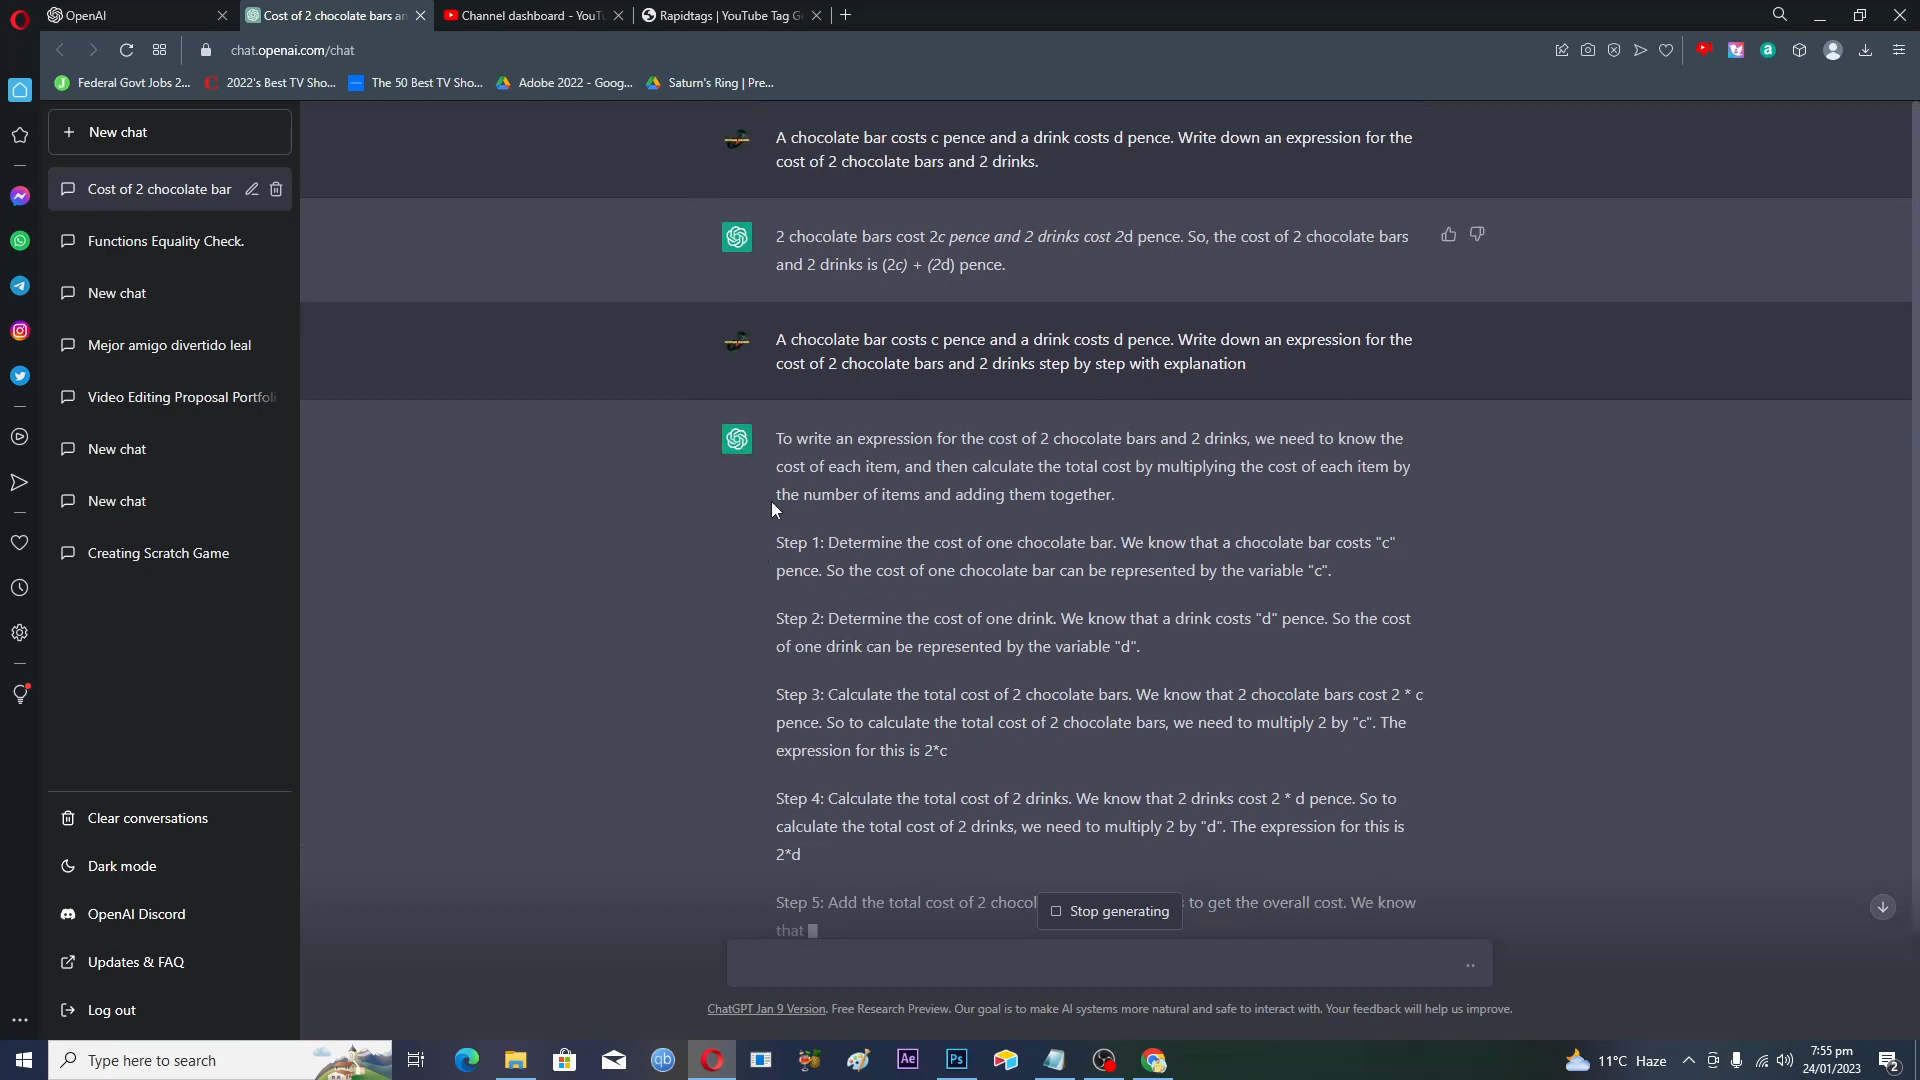 OpenAI
Cost of 2 chocolate bars an
Channel dashboard - YouTu
Rapidtags | YouTube Tag G
chat.openai.com/chat
Federal Govt Jobs 2...
2022's Best TV Sho...
The 50 Best TV Sho...
Adobe 2022 - Goog...
Saturn's Ring | Pre...
New chat
Cost of 2 chocolate bar
Functions Equality Check.
New chat
Mejor amigo divertido leal
Video Editing Proposal Portfoli
New chat
New chat
Creating Scratch Game
Clear conversations
Dark mode
OpenAI Discord
Updates & FAQ
Log out
A chocolate bar costs c pence and a drink costs d pence. Write down an expression for the
cost of 2 chocolate bars and 2 drinks.
2 chocolate bars cost 2c pence and 2 drinks cost 2d pence. So, the cost of 2 chocolate bars
and 2 drinks is (2c) + (2d) pence.
A chocolate bar costs c pence and a drink costs d pence. Write down an expression for the
cost of 2 chocolate bars and 2 drinks step by step with explanation
To write an expression for the cost of 2 chocolate bars and 2 drinks, we need to know the
cost of each item, and then calculate the total cost by multiplying the cost of each item by
the number of items and adding them together.
Step 1: Determine the cost of one chocolate bar. We know that a chocolate bar costs "c"
pence. So the cost of one chocolate bar can be represented by the variable "c".
Step 2: Determine the cost of one drink. We know that a drink costs "d" pence. So the cost
of one drink can be represented by the variable "d".
Step 3: Calculate the total cost of 2 chocolate bars. We know that 2 chocolate bars cost 2 * c
pence. So to calculate the total cost of 2 chocolate bars, we need to multiply 2 by "c". The
expression for this is 2*c
Step 4: Calculate the total cost of 2 drinks. We know that 2 drinks cost 2 * d pence. So to
calculate the total cost of 2 drinks, we need to multiply 2 by "d". The expression for this is
2*d
Step 5: Add the total cost of 2 chocol
Stop generating
s to get the overall cost. We know
that
ChatGPT Jan 9 Version. Free Research Preview. Our goal is to make AI systems more natural and safe to interact with. Your feedback will help us improve.
Type here to search
qb
Ae
Ps
11°C Haze
7:55 pm
24/01/2023
2